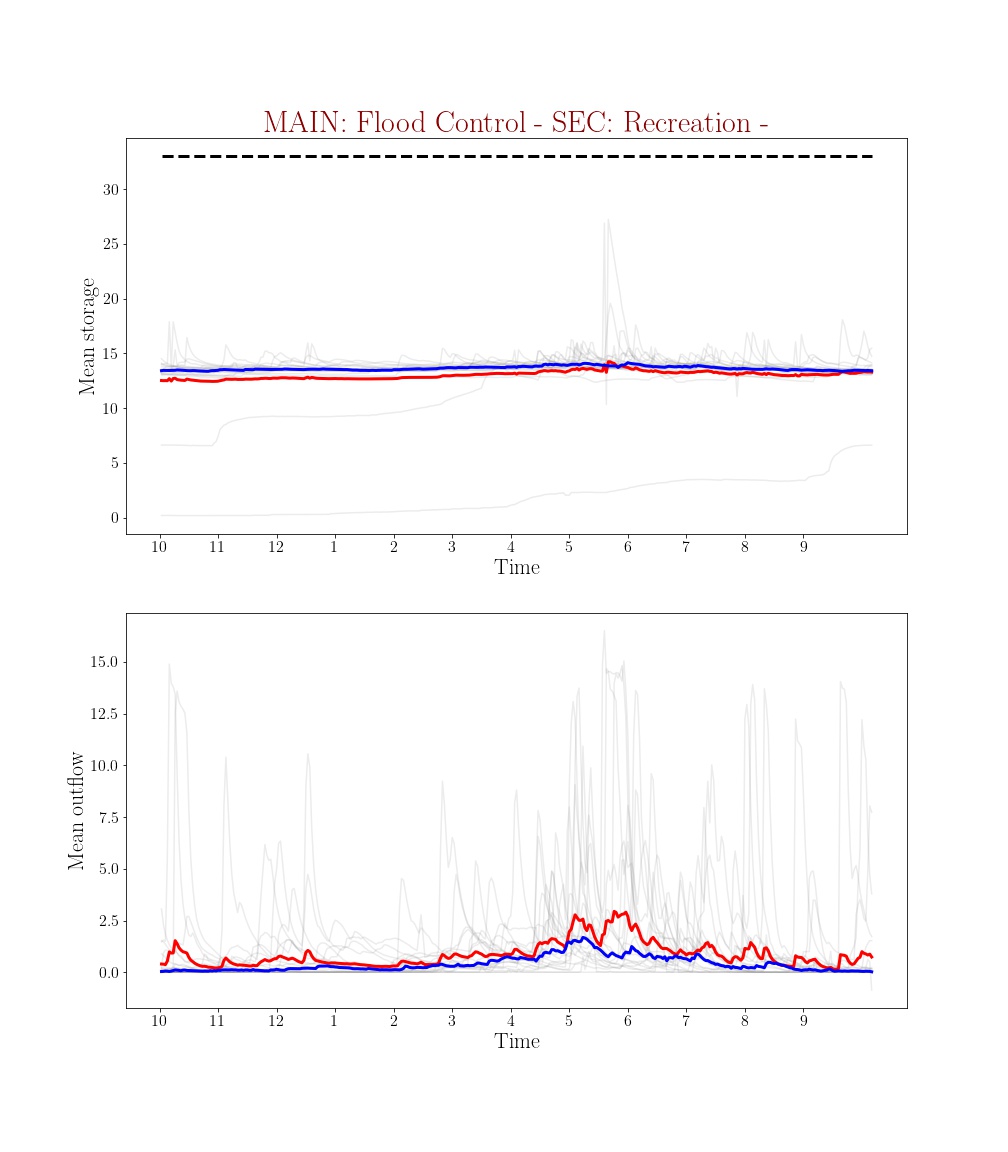 MAIN: Flood Control - SEC: Recreation -
30
25
20
15
10
5
0
Mean storage
10 11 12 1 2 3 4 5 6 7 8 9
Time
15.0
12.5
10.0
7.5
5.0
2.5
0.0
Mean outflow
10 11 12 1 2 3 4 5 6 7 8 9
Time